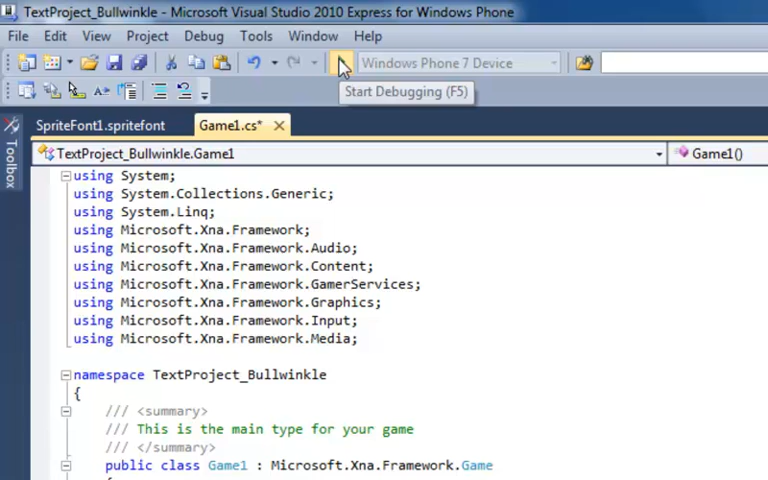 TextProject_Bullwinkle - Microsoft Visual Studio 2010 Express for Windows Phone
File Edit View Project Debug Tools Window Help
Windows Phone 7 Device
Start Debugging (F5)
SpriteFont1.spritefont Game1.cs*
Toolbox
TextProject_Bullwinkle.Game1 Game1()
using System;
using System.Collections.Generic;
using System.Linq;
using Microsoft.Xna.Framework;
using Microsoft.Xna.Framework.Audio;
using Microsoft.Xna.Framework.Content;
using Microsoft.Xna.Framework.GamerServices;
using Microsoft.Xna.Framework.Graphics;
using Microsoft.Xna.Framework.Input;
using Microsoft.Xna.Framework.Media;
namespace TextProject_Bullwinkle
{
/// <summary>
/// This is the main type for your game
/// </summary>
public class Game1 : Microsoft.Xna.Framework.Game